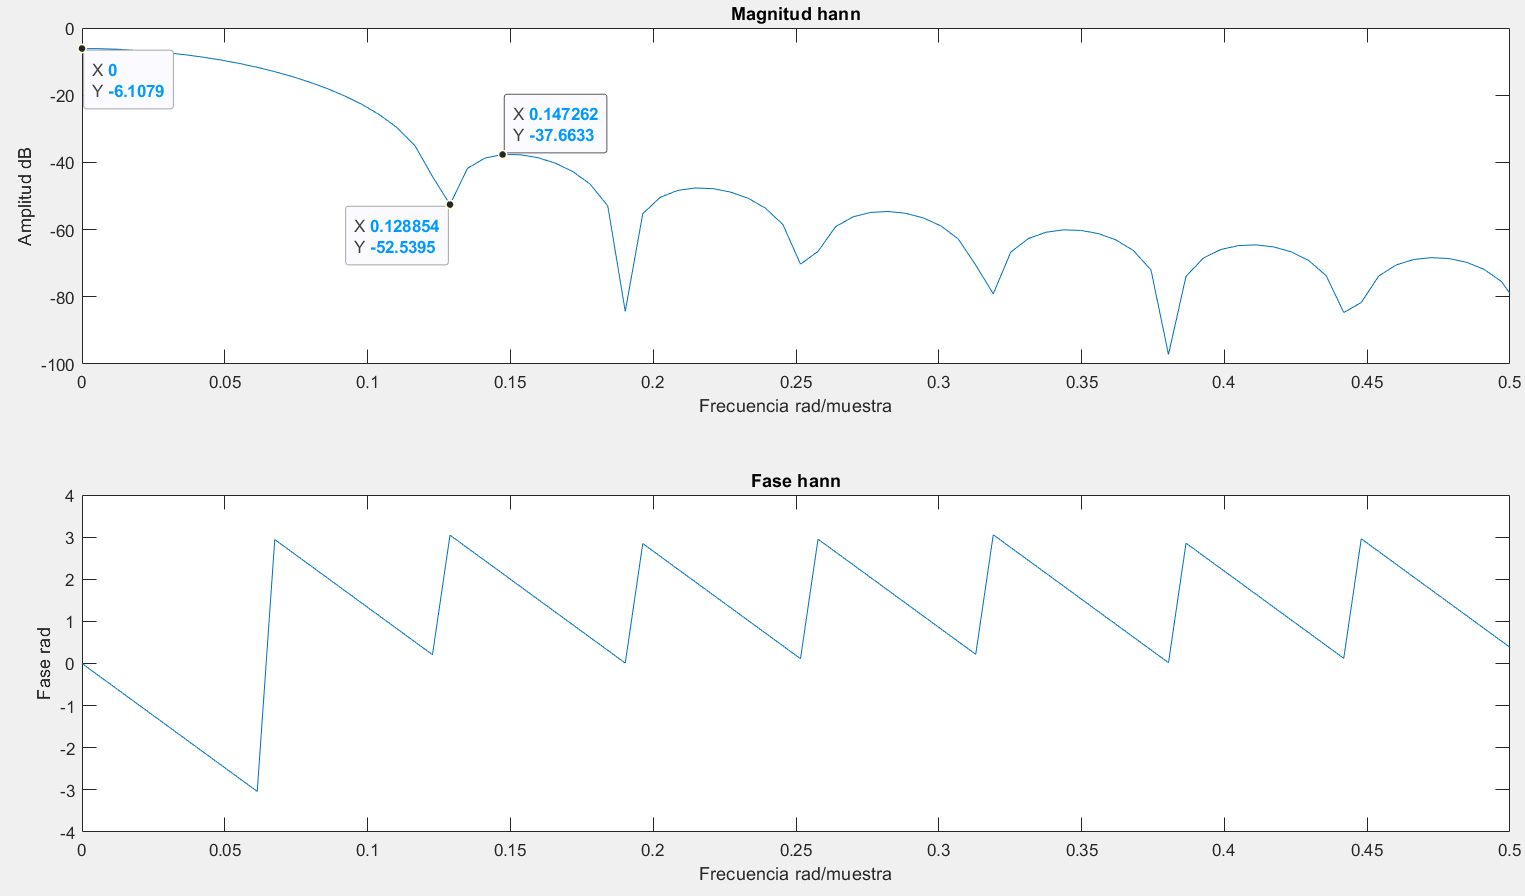 Magnitud hann
0
-20
-40
-60
-80
-100
Amplitud dB
X 0
Y -6.1079
X 0.147262
Y -37.6633
X 0.128854
Y -52.5395
0 0.05 0.1 0.15 0.2 0.25 0.3 0.35 0.4 0.45 0.5
Frecuencia rad/muestra
Fase hann
4
3
2
1
0
-1
-2
-3
-4
Fase rad
0 0.05 0.1 0.15 0.2 0.25 0.3 0.35 0.4 0.45 0.5
Frecuencia rad/muestra